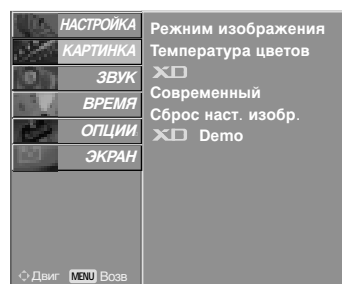 НАСТРОЙКА
КАРТИНКА
ЗВУК
ВРЕМЯ
ОПЦИИ
ЭКРАН
Двиг MENU Возв
Режним изображения
Температура цветов
XD
Современный
Сброс наст. изобр.
XD Demo